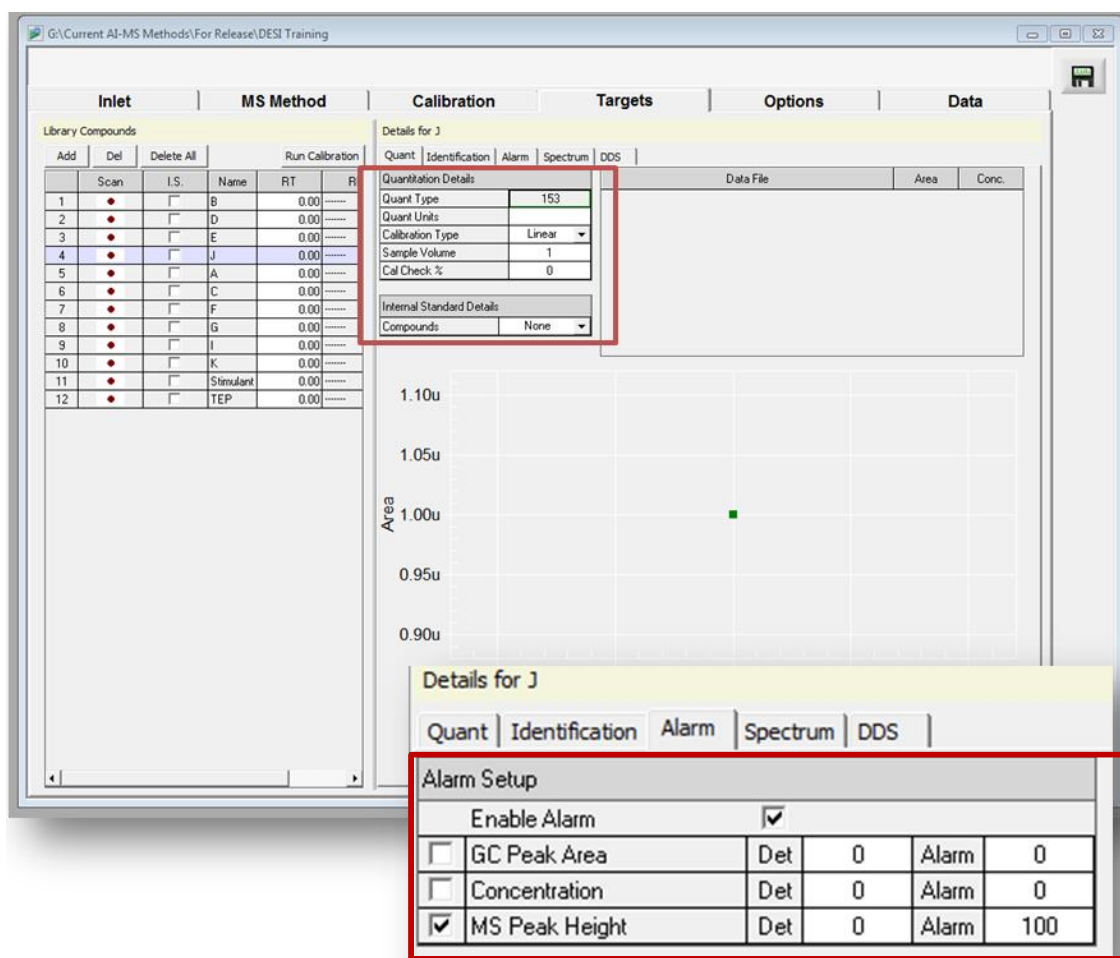 G:\Current AI-MS Methods\For Release\DESI Training
Inlet MS Method Calibration Targets Options Data
Library Compounds
Add Del Delete All Run Calibration
Scan I.S. Name RT R
1 B 0.00 -------
2 D 0.00 -------
3 E 0.00 -------
4 J 0.00 -------
5 A 0.00 -------
6 C 0.00 -------
7 F 0.00 -------
8 G 0.00 -------
9 I 0.00 -------
10 K 0.00 -------
11 Stimulant 0.00 -------
12 TEP 0.00 -------
Details for J
Quant Identification Alarm Spectrum DDS
Quantitation Details
Quant Type 153
Quant Units
Calibration Type Linear
Sample Volume 1
Cal Check % 0
Internal Standard Details
Compounds None
Data File Area Conc.
1.10u
1.05u
1.00u
0.95u
0.90u
Area
Details for J
Quant Identification Alarm Spectrum DDS
Alarm Setup
Enable Alarm
GC Peak Area Det 0 Alarm 0
Concentration Det 0 Alarm 0
MS Peak Height Det 0 Alarm 100